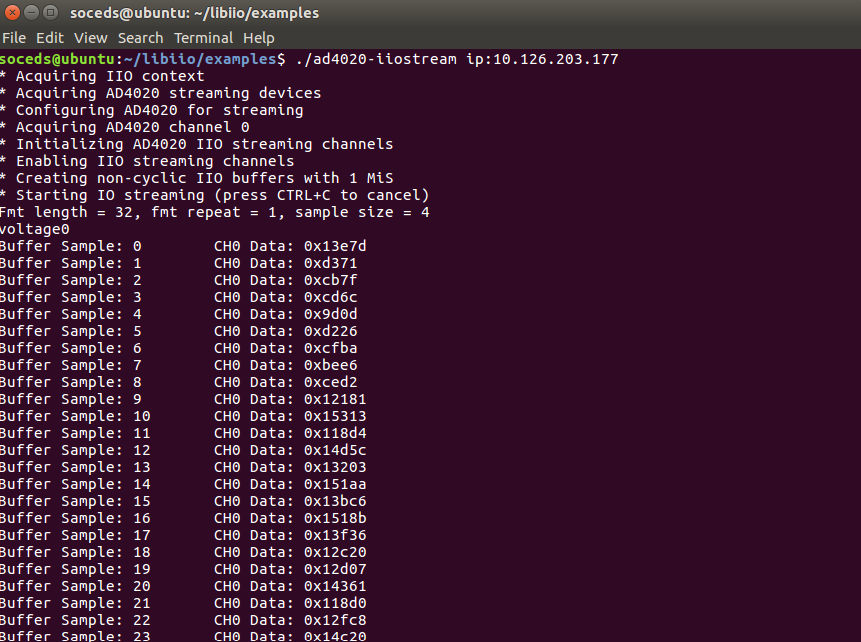 soceds@ubuntu: ~/libiio/examples
File Edit View Search Terminal Help
soceds@ubuntu:~/libiio/examples$ ./ad4020-iiostream ip:10.126.203.177
* Acquiring IIO context
* Acquiring AD4020 streaming devices
* Configuring AD4020 for streaming
* Acquiring AD4020 channel 0
* Initializing AD4020 IIO streaming channels
* Enabling IIO streaming channels
* Creating non-cyclic IIO buffers with 1 MiS
* Starting IO streaming (press CTRL+C to cancel)
Fmt length = 32, fmt repeat = 1, sample size = 4
voltage0
Buffer Sample: 0 CH0 Data: 0x13e7d
Buffer Sample: 1 CH0 Data: 0xd371
Buffer Sample: 2 CH0 Data: 0xcb7f
Buffer Sample: 3 CH0 Data: 0xcd6c
Buffer Sample: 4 CH0 Data: 0x9d0d
Buffer Sample: 5 CH0 Data: 0xd226
Buffer Sample: 6 CH0 Data: 0xcfba
Buffer Sample: 7 CH0 Data: 0xbee6
Buffer Sample: 8 CH0 Data: 0xced2
Buffer Sample: 9 CH0 Data: 0x12181
Buffer Sample: 10 CH0 Data: 0x15313
Buffer Sample: 11 CH0 Data: 0x118d4
Buffer Sample: 12 CH0 Data: 0x14d5c
Buffer Sample: 13 CH0 Data: 0x13203
Buffer Sample: 14 CH0 Data: 0x151aa
Buffer Sample: 15 CH0 Data: 0x13bc6
Buffer Sample: 16 CH0 Data: 0x1518b
Buffer Sample: 17 CH0 Data: 0x13f36
Buffer Sample: 18 CH0 Data: 0x12c20
Buffer Sample: 19 CH0 Data: 0x12d07
Buffer Sample: 20 CH0 Data: 0x14361
Buffer Sample: 21 CH0 Data: 0x118d0
Buffer Sample: 22 CH0 Data: 0x12fc8
Buffer Sample: 23 CH0 Data: 0x14c20